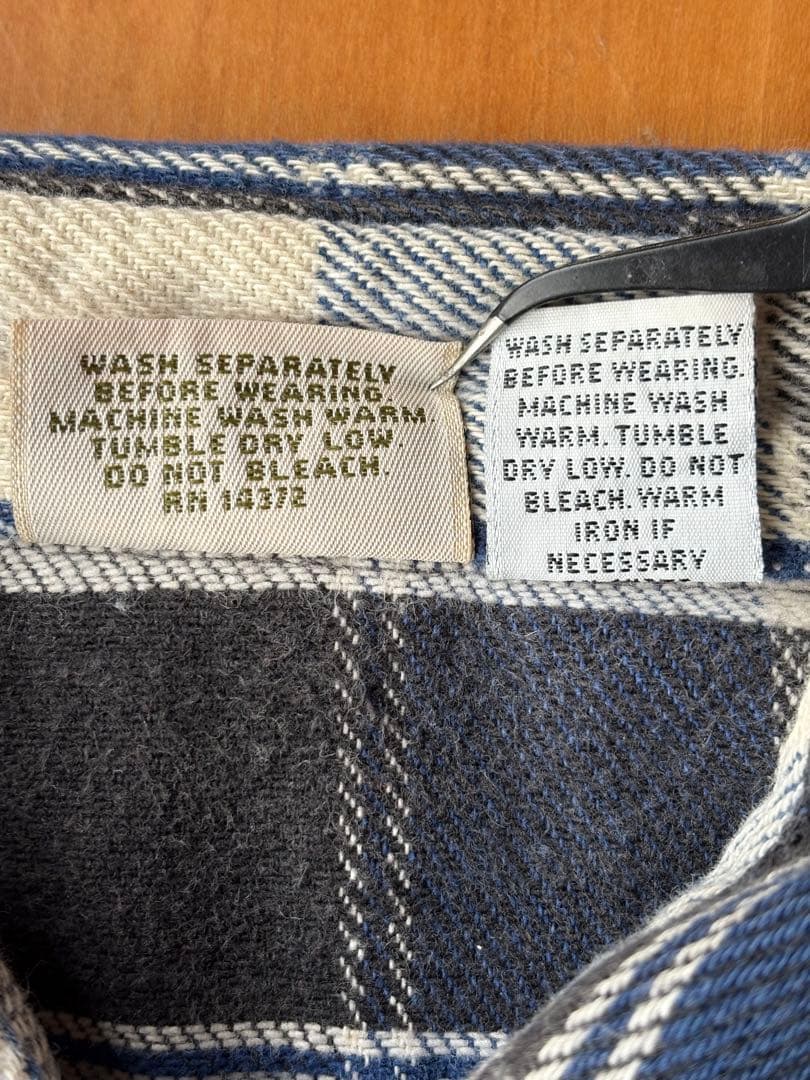 WASH SEPARATELY
BEFORE WEARING.
MACHINE WASH WARM.
TUMBLE DRY LOW.
DO NOT BLEACH.
RN 14372
WASH SEPARATELY
BEFORE WEARING.
MACHINE WASH
WARM. TUMBLE
DRY LOW. DO NOT
BLEACH. WARM
IRON IF
NECESSARY